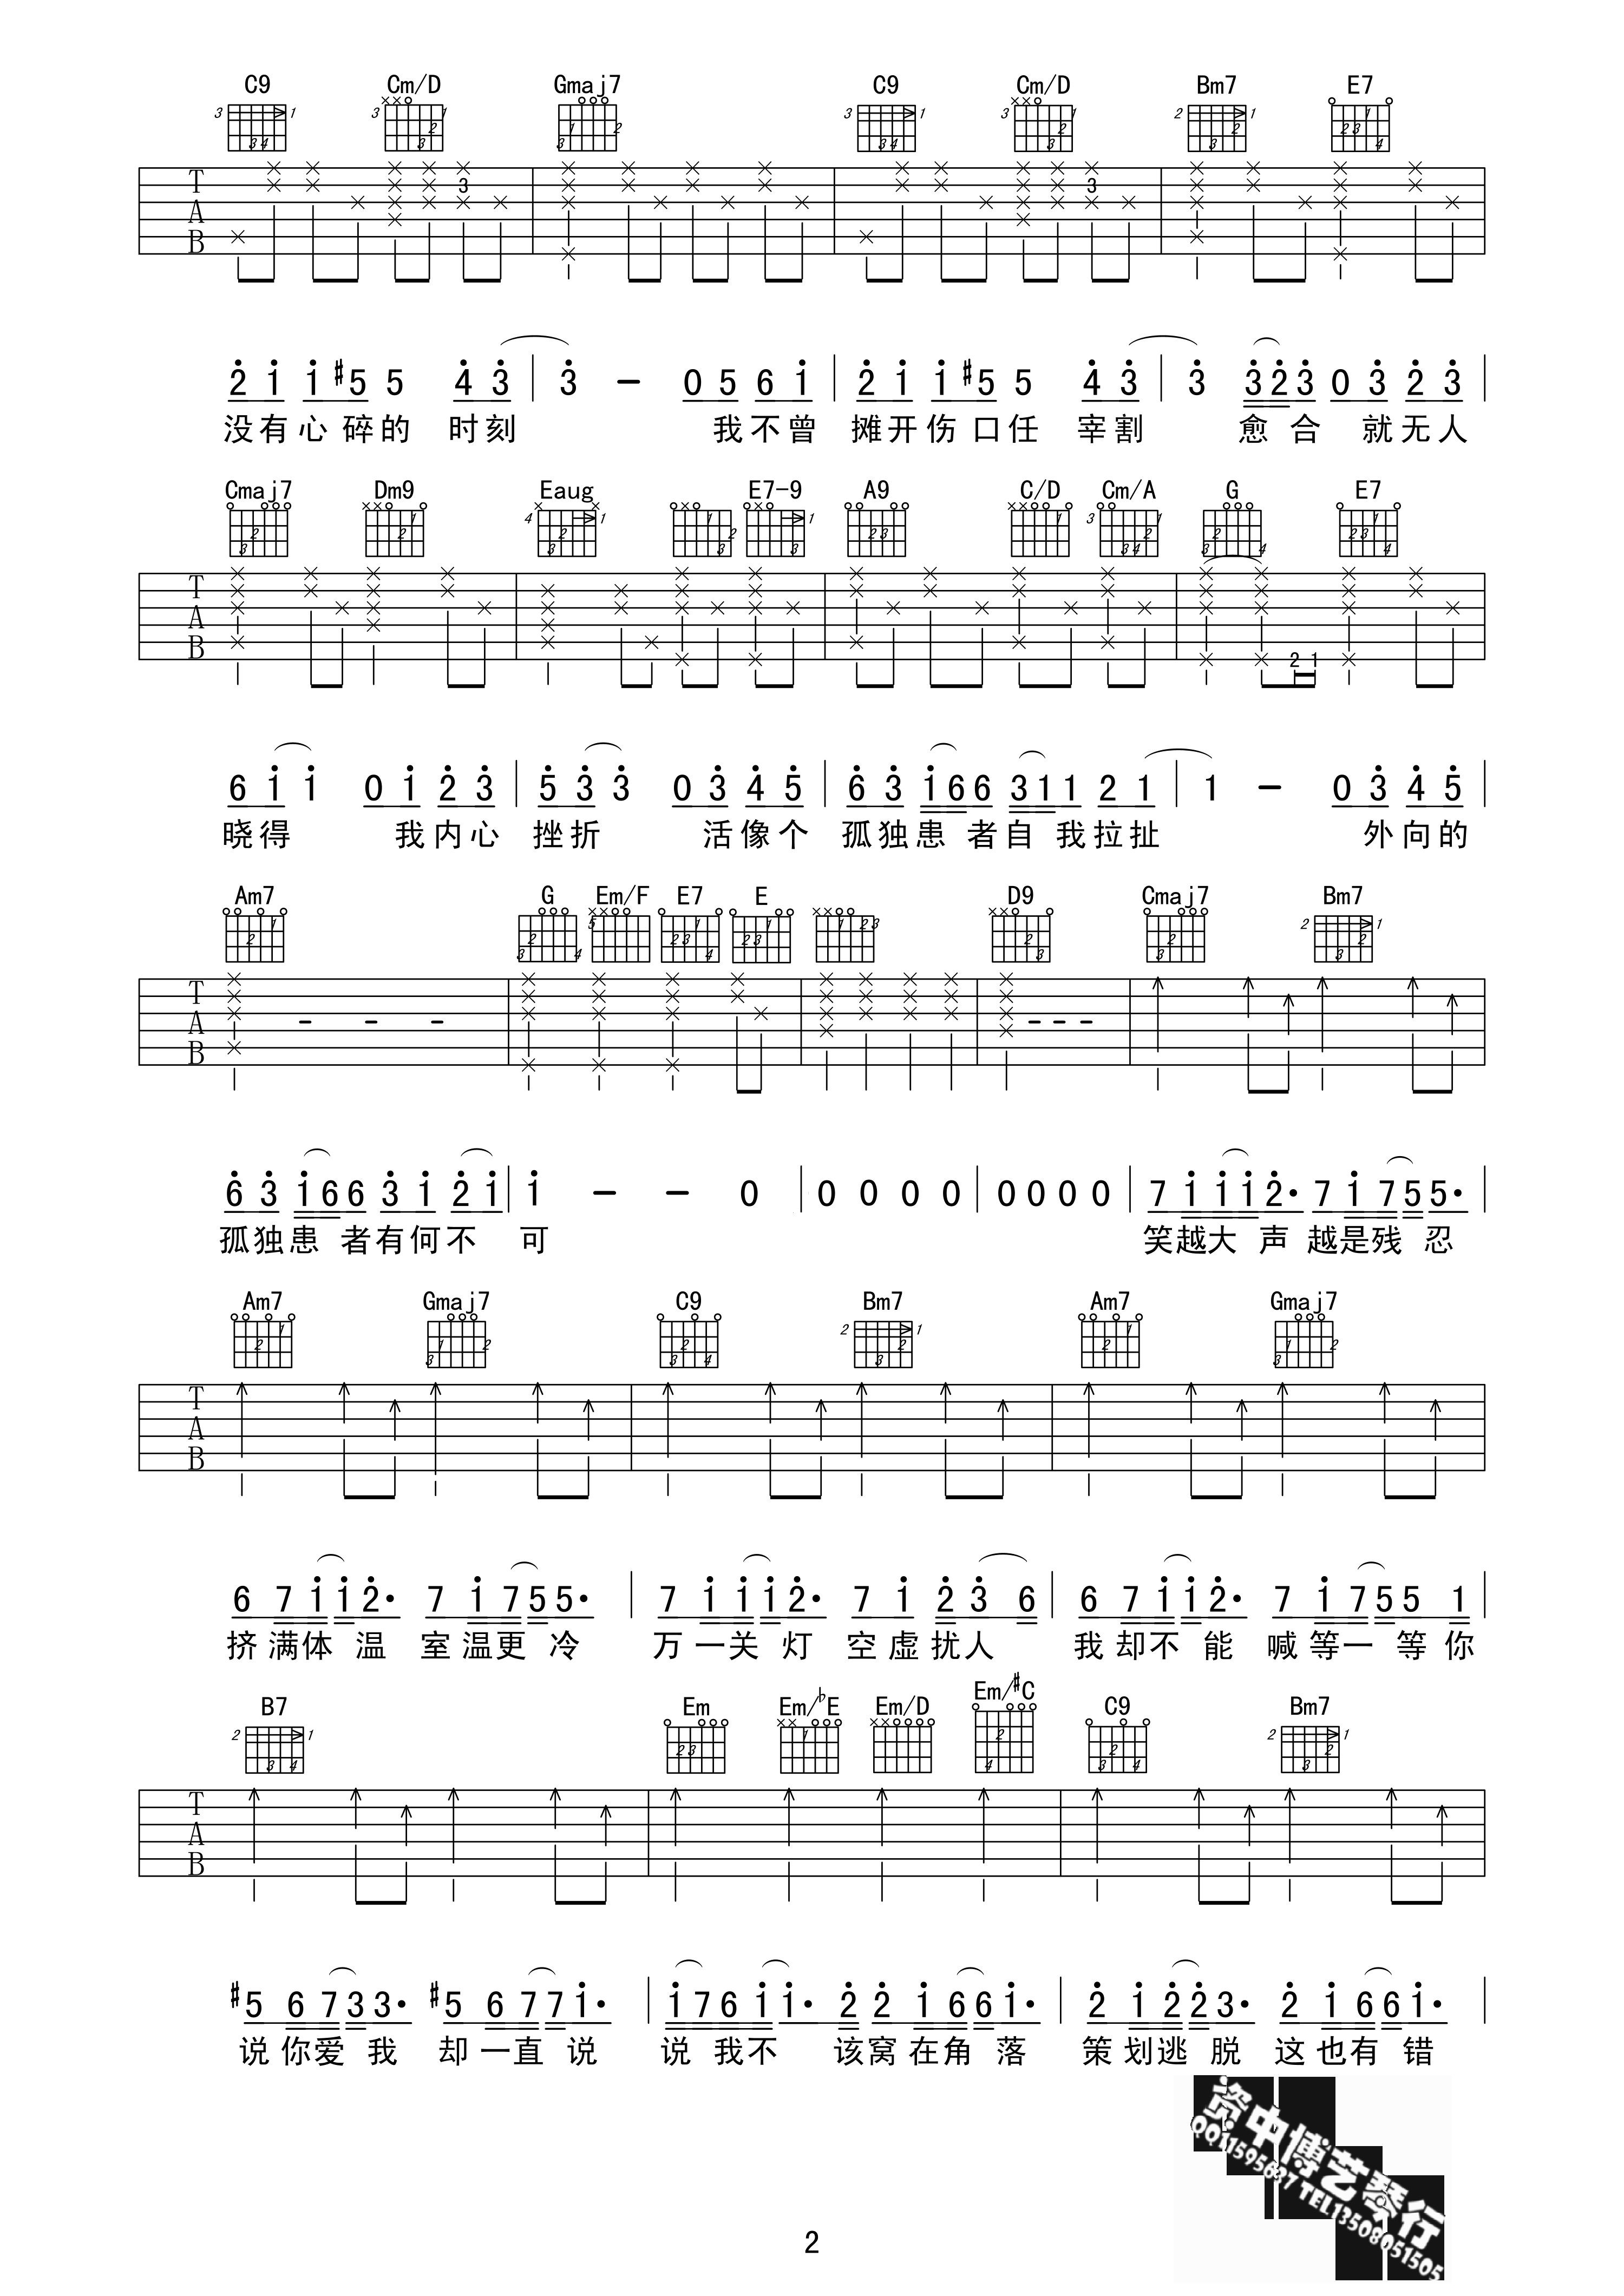 C9 Cm/D Gmaj7 C9 Cm/D Bm7 E7
2 1 1 #5 5 4 3 | 3 - 0 5 6 1 | 2 1 1 #5 5 4 3 | 3 3 2 3 0 3 2 3 |
没有心碎的 时刻 我不曾 摊开伤口任 宰割 愈合 就无人
Cmaj7 Dm9 Eaug E7-9 A9 C/D Cm/A G E7
6 1 1 0 1 2 3 | 5 3 3 0 3 4 5 | 6 3 1 6 6 3 1 1 2 1 | 1 - 0 3 4 5 |
晓得 我内心 挫折 活像个 孤独患者自我拉扯 外向的
Am7 G Em/F E7 E D9 Cmaj7 Bm7
6 3 1 6 6 3 1 2 1 | 1 - - 0 | 0 0 0 0 | 0 0 0 0 | 7 1 1 1 2· 7 1 7 5 5· |
孤独患者有何不 可 笑越大声 越是残忍
Am7 Gmaj7 C9 Bm7 Am7 Gmaj7
6 7 1 1 2· 7 1 7 5 5· | 7 1 1 1 2· 7 1 2 3 6 | 6 7 1 1 2· 7 1 7 5 5 1 |
挤满体温 室温更冷 万一关灯 空虚扰人 我却不能 喊等一等 你
B7 Em Em/♭E Em/D Em/#C C9 Bm7
#5 6 7 3 3· #5 6 7 7 1· | 1 7 6 1 1· 2 2 1 6 6 1· | 2 1 2 2 3· 2 1 6 6 1· |
说你爱我 却一直说 说我不 该窝在角落 策划逃脱 这也有错
资中博艺琴行
QQ11595637 TEL13508051505
2